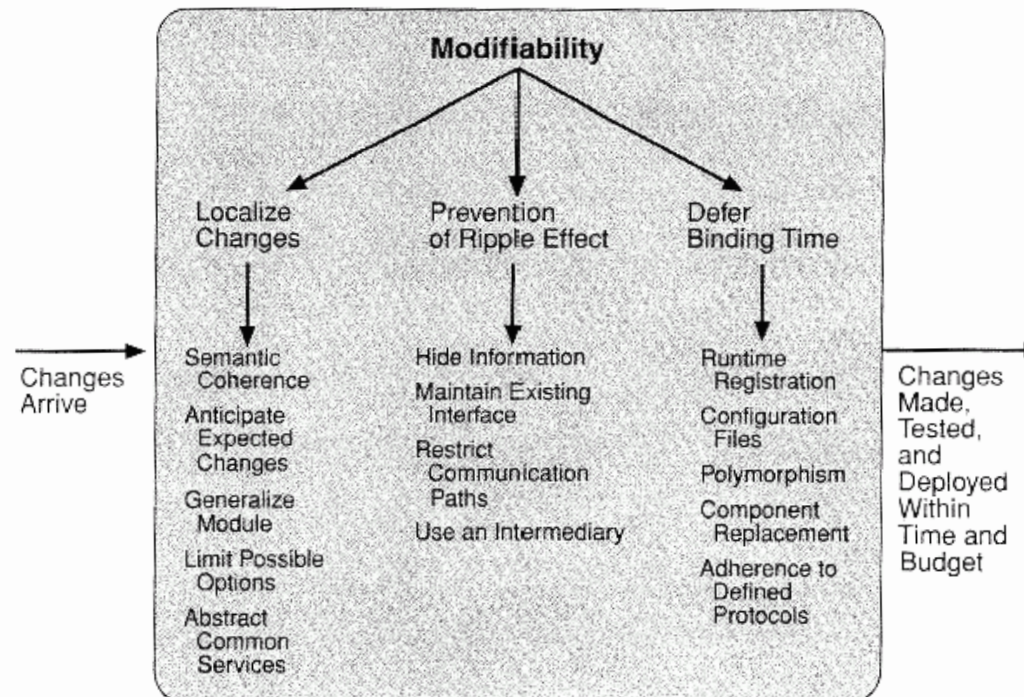 Modifiability
Localize
Changes
Prevention
of Ripple Effect
Defer
Binding Time
Changes
Arrive
Semantic
Coherence
Anticipate
Expected
Changes
Generalize
Module
Limit Possible
Options
Abstract
Common
Services
Hide Information
Maintain Existing
Interface
Restrict
Communication
Paths
Use an Intermediary
Runtime
Registration
Configuration
Files
Polymorphism
Component
Replacement
Adherence to
Defined
Protocols
Changes
Made,
Tested,
and
Deployed
Within
Time and
Budget